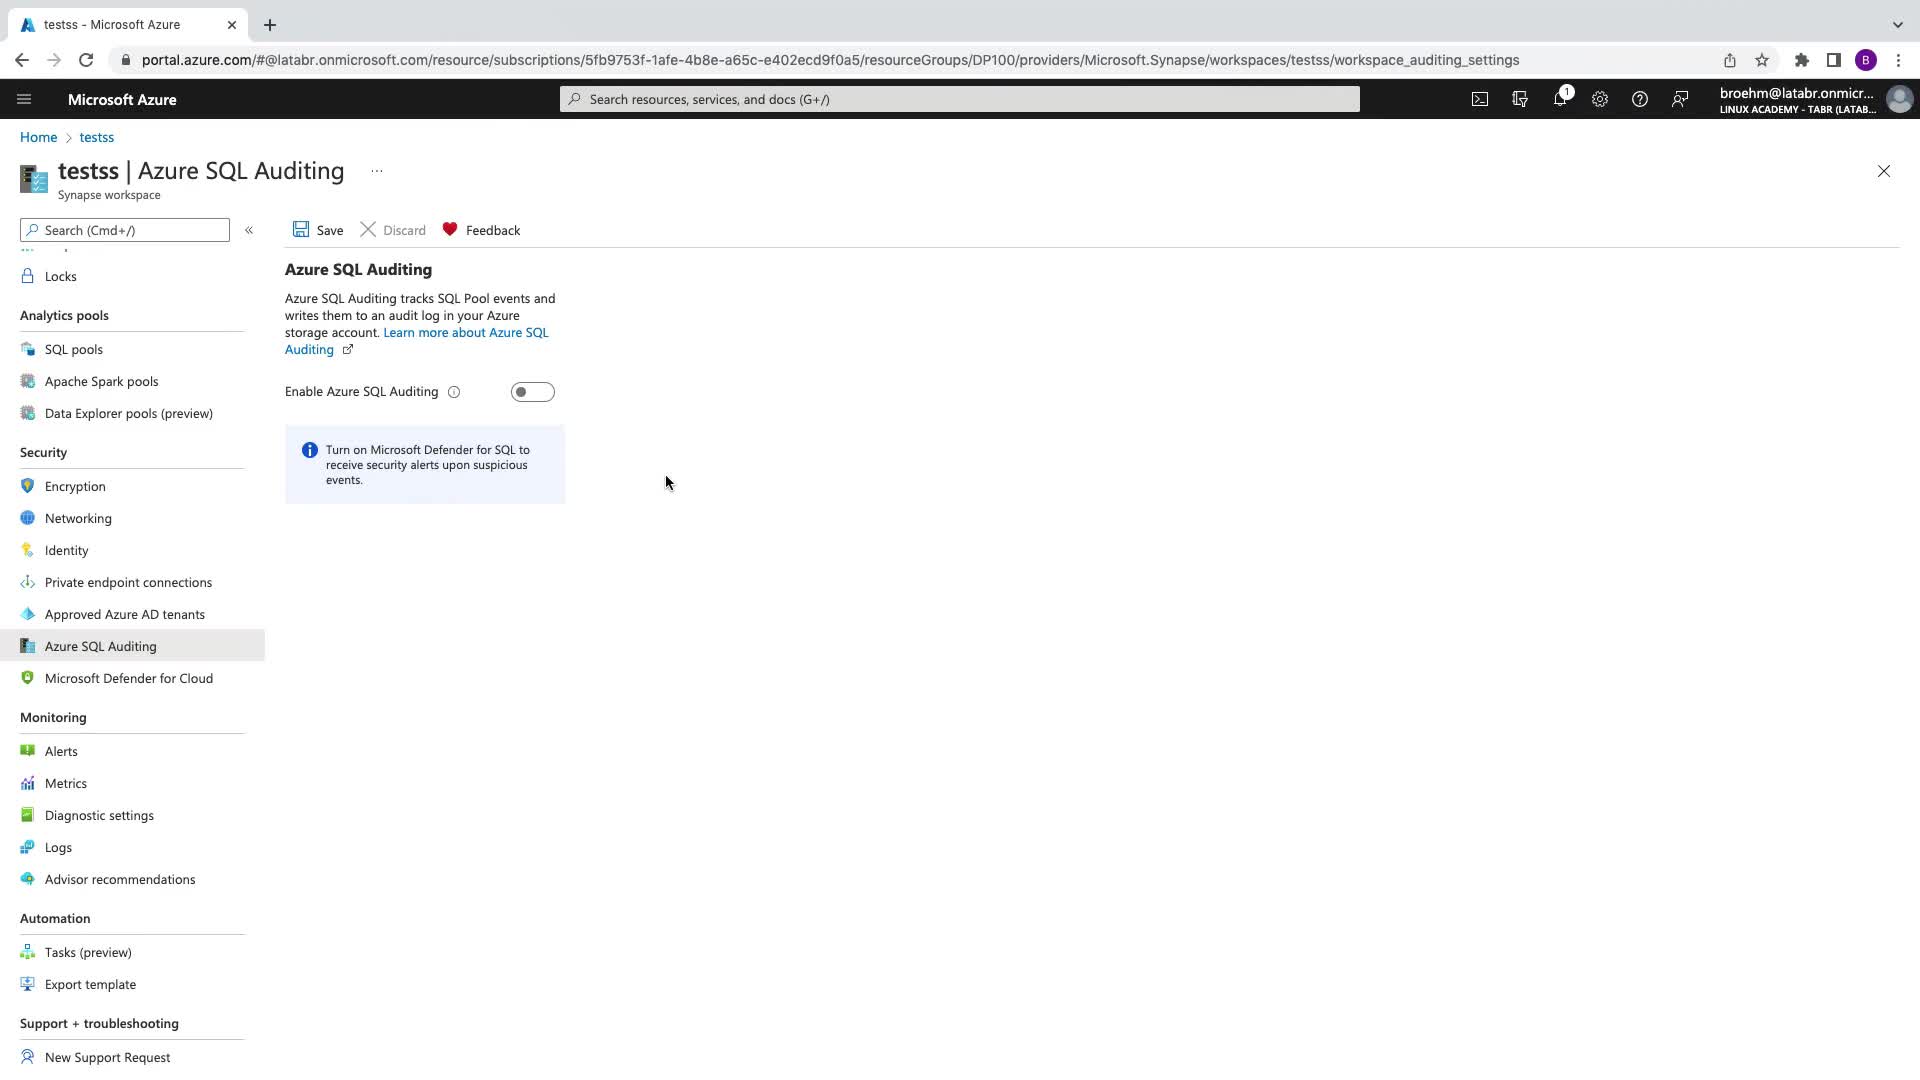 testss - Microsoft Azure
portal.azure.com/#@latabr.onmicrosoft.com/resource/subscriptions/5fb9753f-1afe-4b8e-a65c-e402ecd9f0a5/resourceGroups/DP100/providers/Microsoft.Synapse/workspaces/testss/workspace_auditing_settings
B
Microsoft Azure
Search resources, services, and docs (G+/)
1
broehm@latabr.onmicr...
LINUX ACADEMY - TABR (LATAB...
Home > testss
testss | Azure SQL Auditing ...
Synapse workspace
Search (Cmd+/)
«
Save
Discard
Feedback
Locks
Analytics pools
SQL pools
Apache Spark pools
Data Explorer pools (preview)
Security
Encryption
Networking
Identity
Private endpoint connections
Approved Azure AD tenants
Azure SQL Auditing
Microsoft Defender for Cloud
Monitoring
Alerts
Metrics
Diagnostic settings
Logs
Advisor recommendations
Automation
Tasks (preview)
Export template
Support + troubleshooting
New Support Request
Azure SQL Auditing
Azure SQL Auditing tracks SQL Pool events and
writes them to an audit log in your Azure
storage account. Learn more about Azure SQL
Auditing
Enable Azure SQL Auditing
Turn on Microsoft Defender for SQL to
receive security alerts upon suspicious
events.